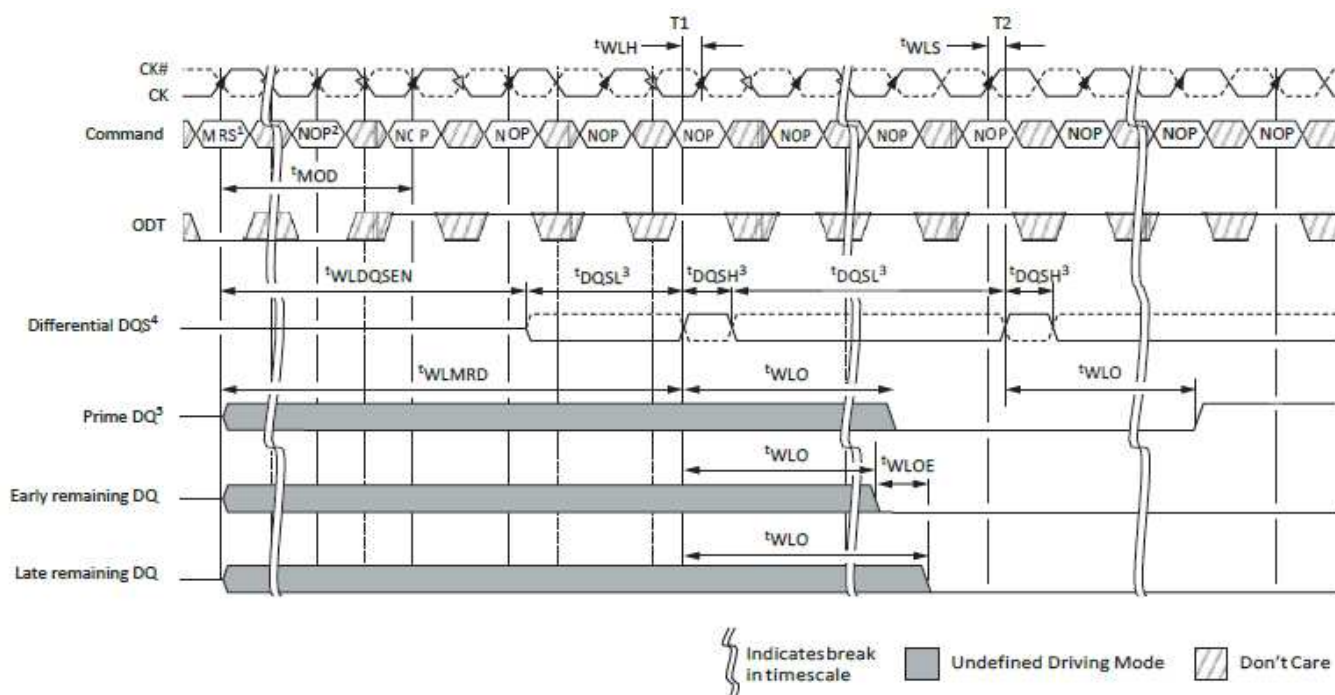 T1 T2
tWLH tWLS
CK#
CK
Command MRS¹ NOP² NOP NOP NOP NOP NOP NOP NOP NOP NOP NOP
tMOD
ODT
tWLDQSEN tDQSL³ tDQSH³ tDQSL³ tDQSH³
Differential DQS⁴
tWLMRD tWLO tWLO
Prime DQ³
tWLO tWLOE
Early remaining DQ
tWLO
Late remaining DQ
Indicates break
in timescale
Undefined Driving Mode
Don't Care